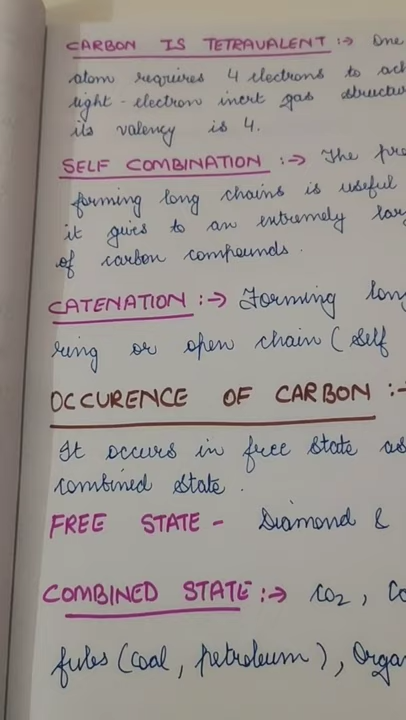 CARBON IS TETRAVALENT :→ One
atom requires 4 electrons to
eight - electron inert gas
its valency is 4.
SELF COMBINATION :→ The
forming long chains is useful
it gives to an extremely
of carbon compounds.
CATENATION :→ Forming
ring or open chain ( Self
OCCURENCE OF CARBON :-
It occurs in free state as
combined state .
FREE STATE - Diamond &
COMBINED STATE :→ CO2 ,
fules (Coal , petroleum ) ,